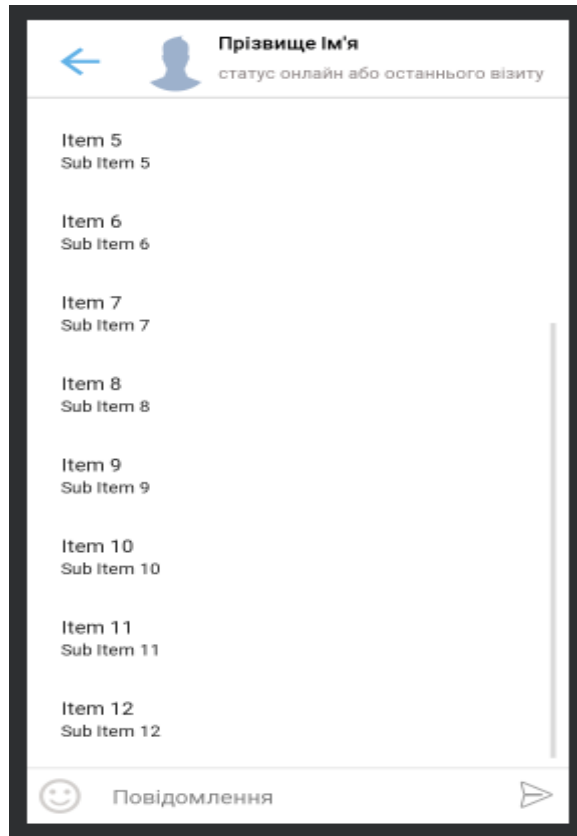 Прізвище Ім'я
статус онлайн або останнього візиту
Item 5
Sub Item 5
Item 6
Sub Item 6
Item 7
Sub Item 7
Item 8
Sub Item 8
Item 9
Sub Item 9
Item 10
Sub Item 10
Item 11
Sub Item 11
Item 12
Sub Item 12
Повідомлення